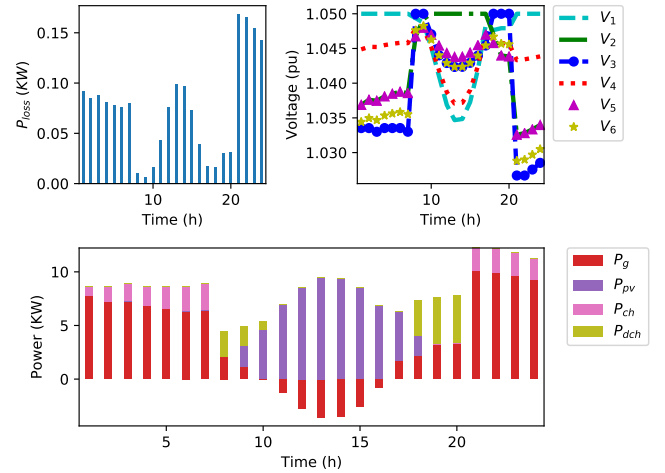 0.15
0.10
0.05
0.00
P_loss (KW)
10
20
Time (h)
1.050
1.045
1.040
1.035
1.030
Voltage (pu)
10
20
Time (h)
V_1
V_2
V_3
V_4
V_5
V_6
10
5
0
Power (KW)
5
10
15
20
Time (h)
P_g
P_pv
P_ch
P_dch